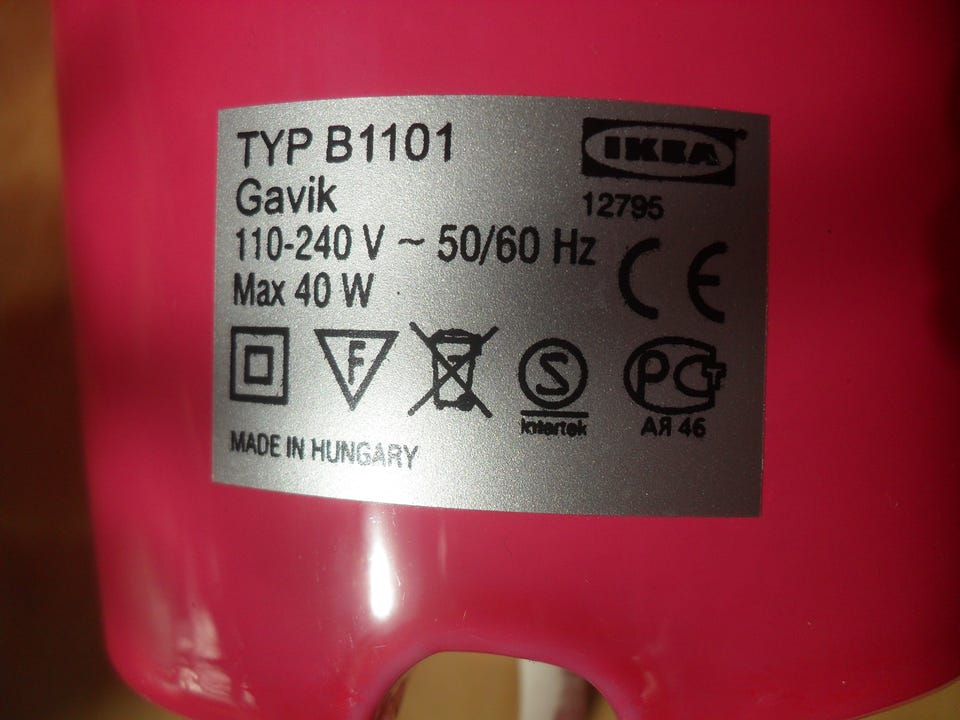 TYP B1101
IKEA
Gavik
12795
110-240 V ~ 50/60 Hz
Max 40 W
CE
F
S
Intertek
PCT
АЯ 46
MADE IN HUNGARY